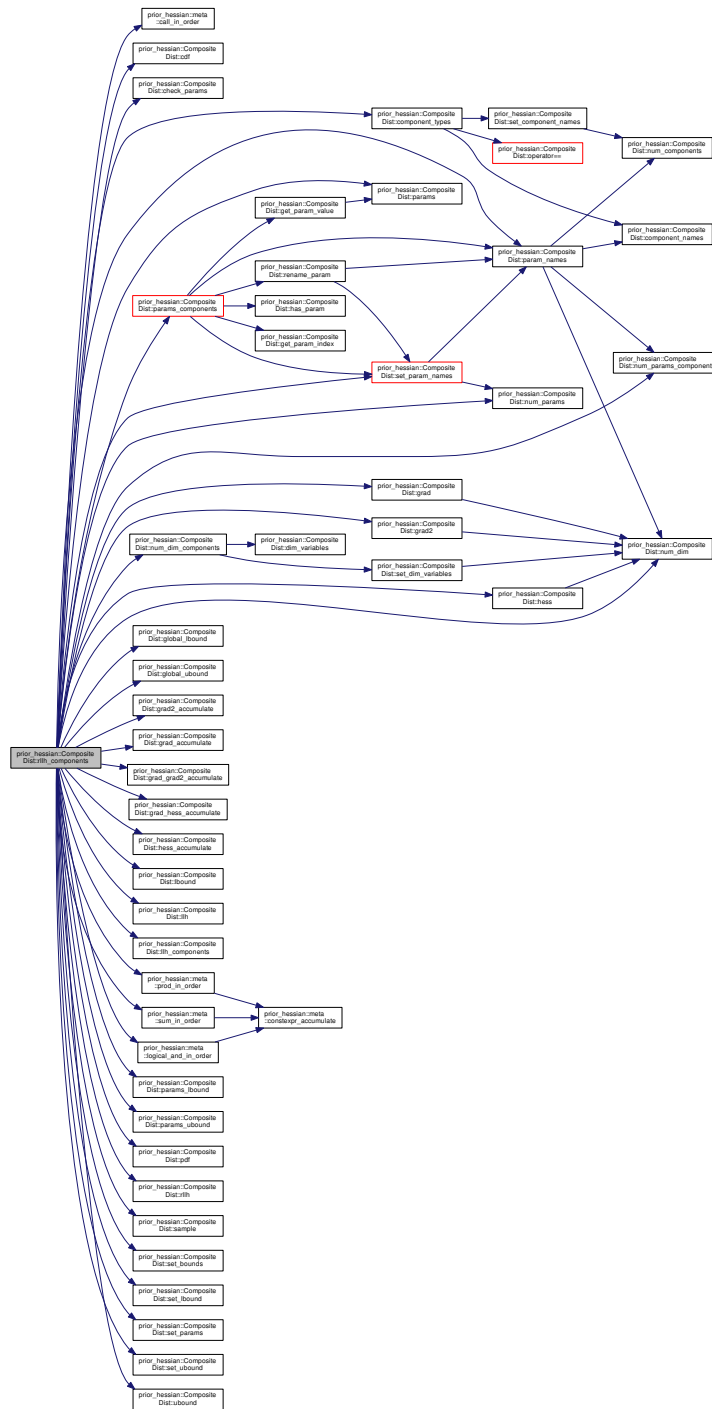 prior_hessian::meta
::call_in_order
prior_hessian::Composite
Dist::cdf
prior_hessian::Composite
Dist::check_params
prior_hessian::Composite
Dist::component_types
prior_hessian::Composite
Dist::set_component_names
prior_hessian::Composite
Dist::operator==
prior_hessian::Composite
Dist::num_components
prior_hessian::Composite
Dist::params
prior_hessian::Composite
Dist::get_param_value
prior_hessian::Composite
Dist::component_names
prior_hessian::Composite
Dist::param_names
prior_hessian::Composite
Dist::rename_param
prior_hessian::Composite
Dist::params_components
prior_hessian::Composite
Dist::has_param
prior_hessian::Composite
Dist::get_param_index
prior_hessian::Composite
Dist::num_params_components
prior_hessian::Composite
Dist::set_param_names
prior_hessian::Composite
Dist::num_params
prior_hessian::Composite
Dist::grad
prior_hessian::Composite
Dist::grad2
prior_hessian::Composite
Dist::num_dim_components
prior_hessian::Composite
Dist::dim_variables
prior_hessian::Composite
Dist::num_dim
prior_hessian::Composite
Dist::set_dim_variables
prior_hessian::Composite
Dist::hess
prior_hessian::Composite
Dist::global_lbound
prior_hessian::Composite
Dist::global_ubound
prior_hessian::Composite
Dist::grad2_accumulate
prior_hessian::Composite
Dist::grad_accumulate
prior_hessian::Composite
Dist::rllh_components
prior_hessian::Composite
Dist::grad_grad2_accumulate
prior_hessian::Composite
Dist::grad_hess_accumulate
prior_hessian::Composite
Dist::hess_accumulate
prior_hessian::Composite
Dist::lbound
prior_hessian::Composite
Dist::llh
prior_hessian::Composite
Dist::llh_components
prior_hessian::meta
::prod_in_order
prior_hessian::meta
::sum_in_order
prior_hessian::meta
::constexpr_accumulate
prior_hessian::meta
::logical_and_in_order
prior_hessian::Composite
Dist::params_lbound
prior_hessian::Composite
Dist::params_ubound
prior_hessian::Composite
Dist::pdf
prior_hessian::Composite
Dist::rllh
prior_hessian::Composite
Dist::sample
prior_hessian::Composite
Dist::set_bounds
prior_hessian::Composite
Dist::set_lbound
prior_hessian::Composite
Dist::set_params
prior_hessian::Composite
Dist::set_ubound
prior_hessian::Composite
Dist::ubound